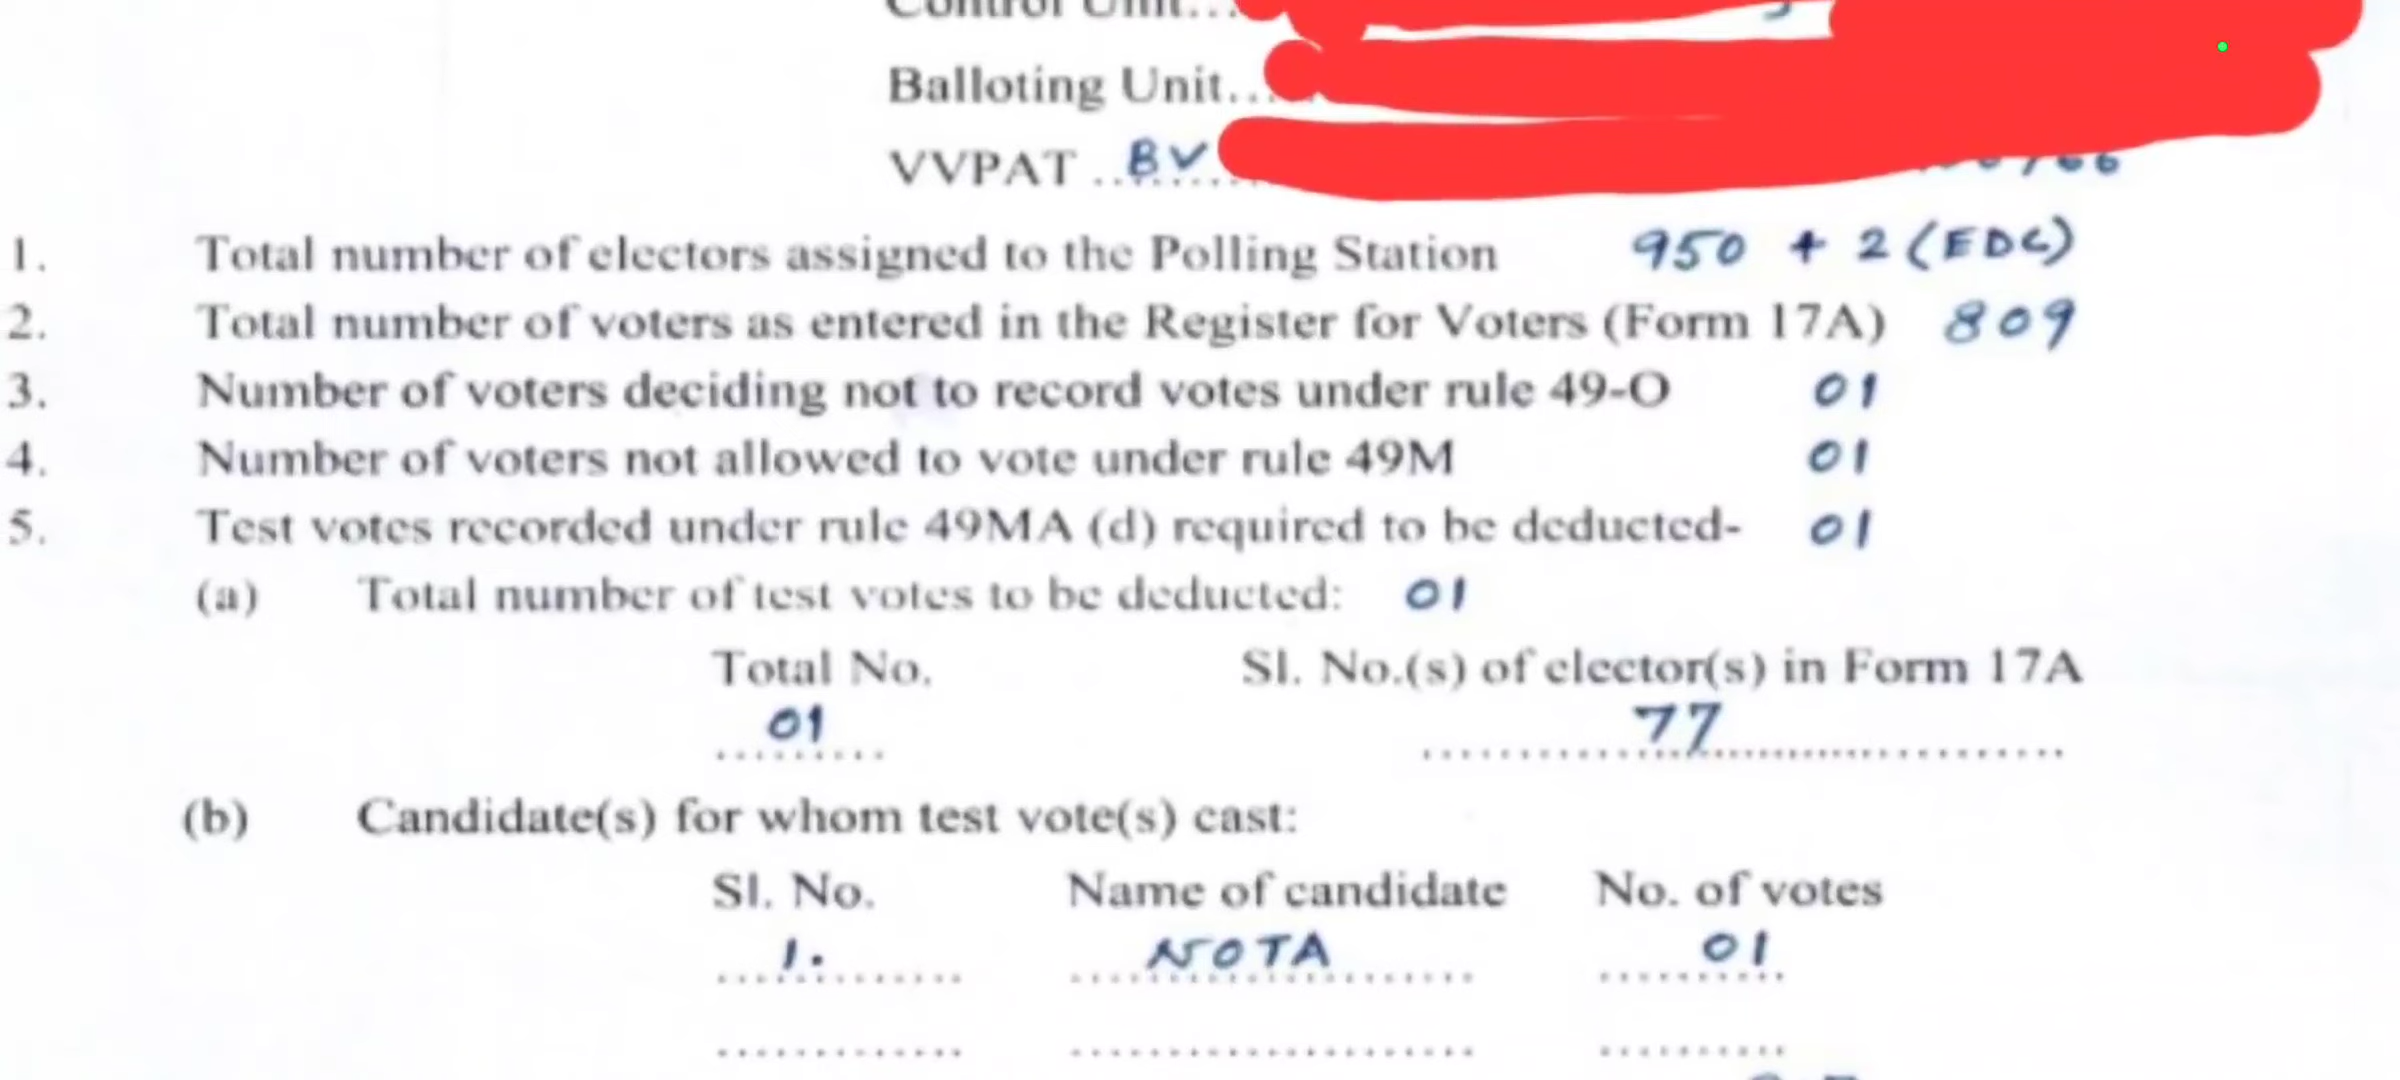 Control Unit...
Balloting Unit...
VVPAT ..BV.......
1. Total number of electors assigned to the Polling Station 950 + 2 (EDC)
2. Total number of voters as entered in the Register for Voters (Form 17A) 809
3. Number of voters deciding not to record votes under rule 49-O 01
4. Number of voters not allowed to vote under rule 49M 01
5. Test votes recorded under rule 49MA (d) required to be deducted- 01
(a) Total number of test votes to be deducted: 01
Total No. Sl. No.(s) of elector(s) in Form 17A
01 77
(b) Candidate(s) for whom test vote(s) cast:
Sl. No. Name of candidate No. of votes
1. NOTA 01